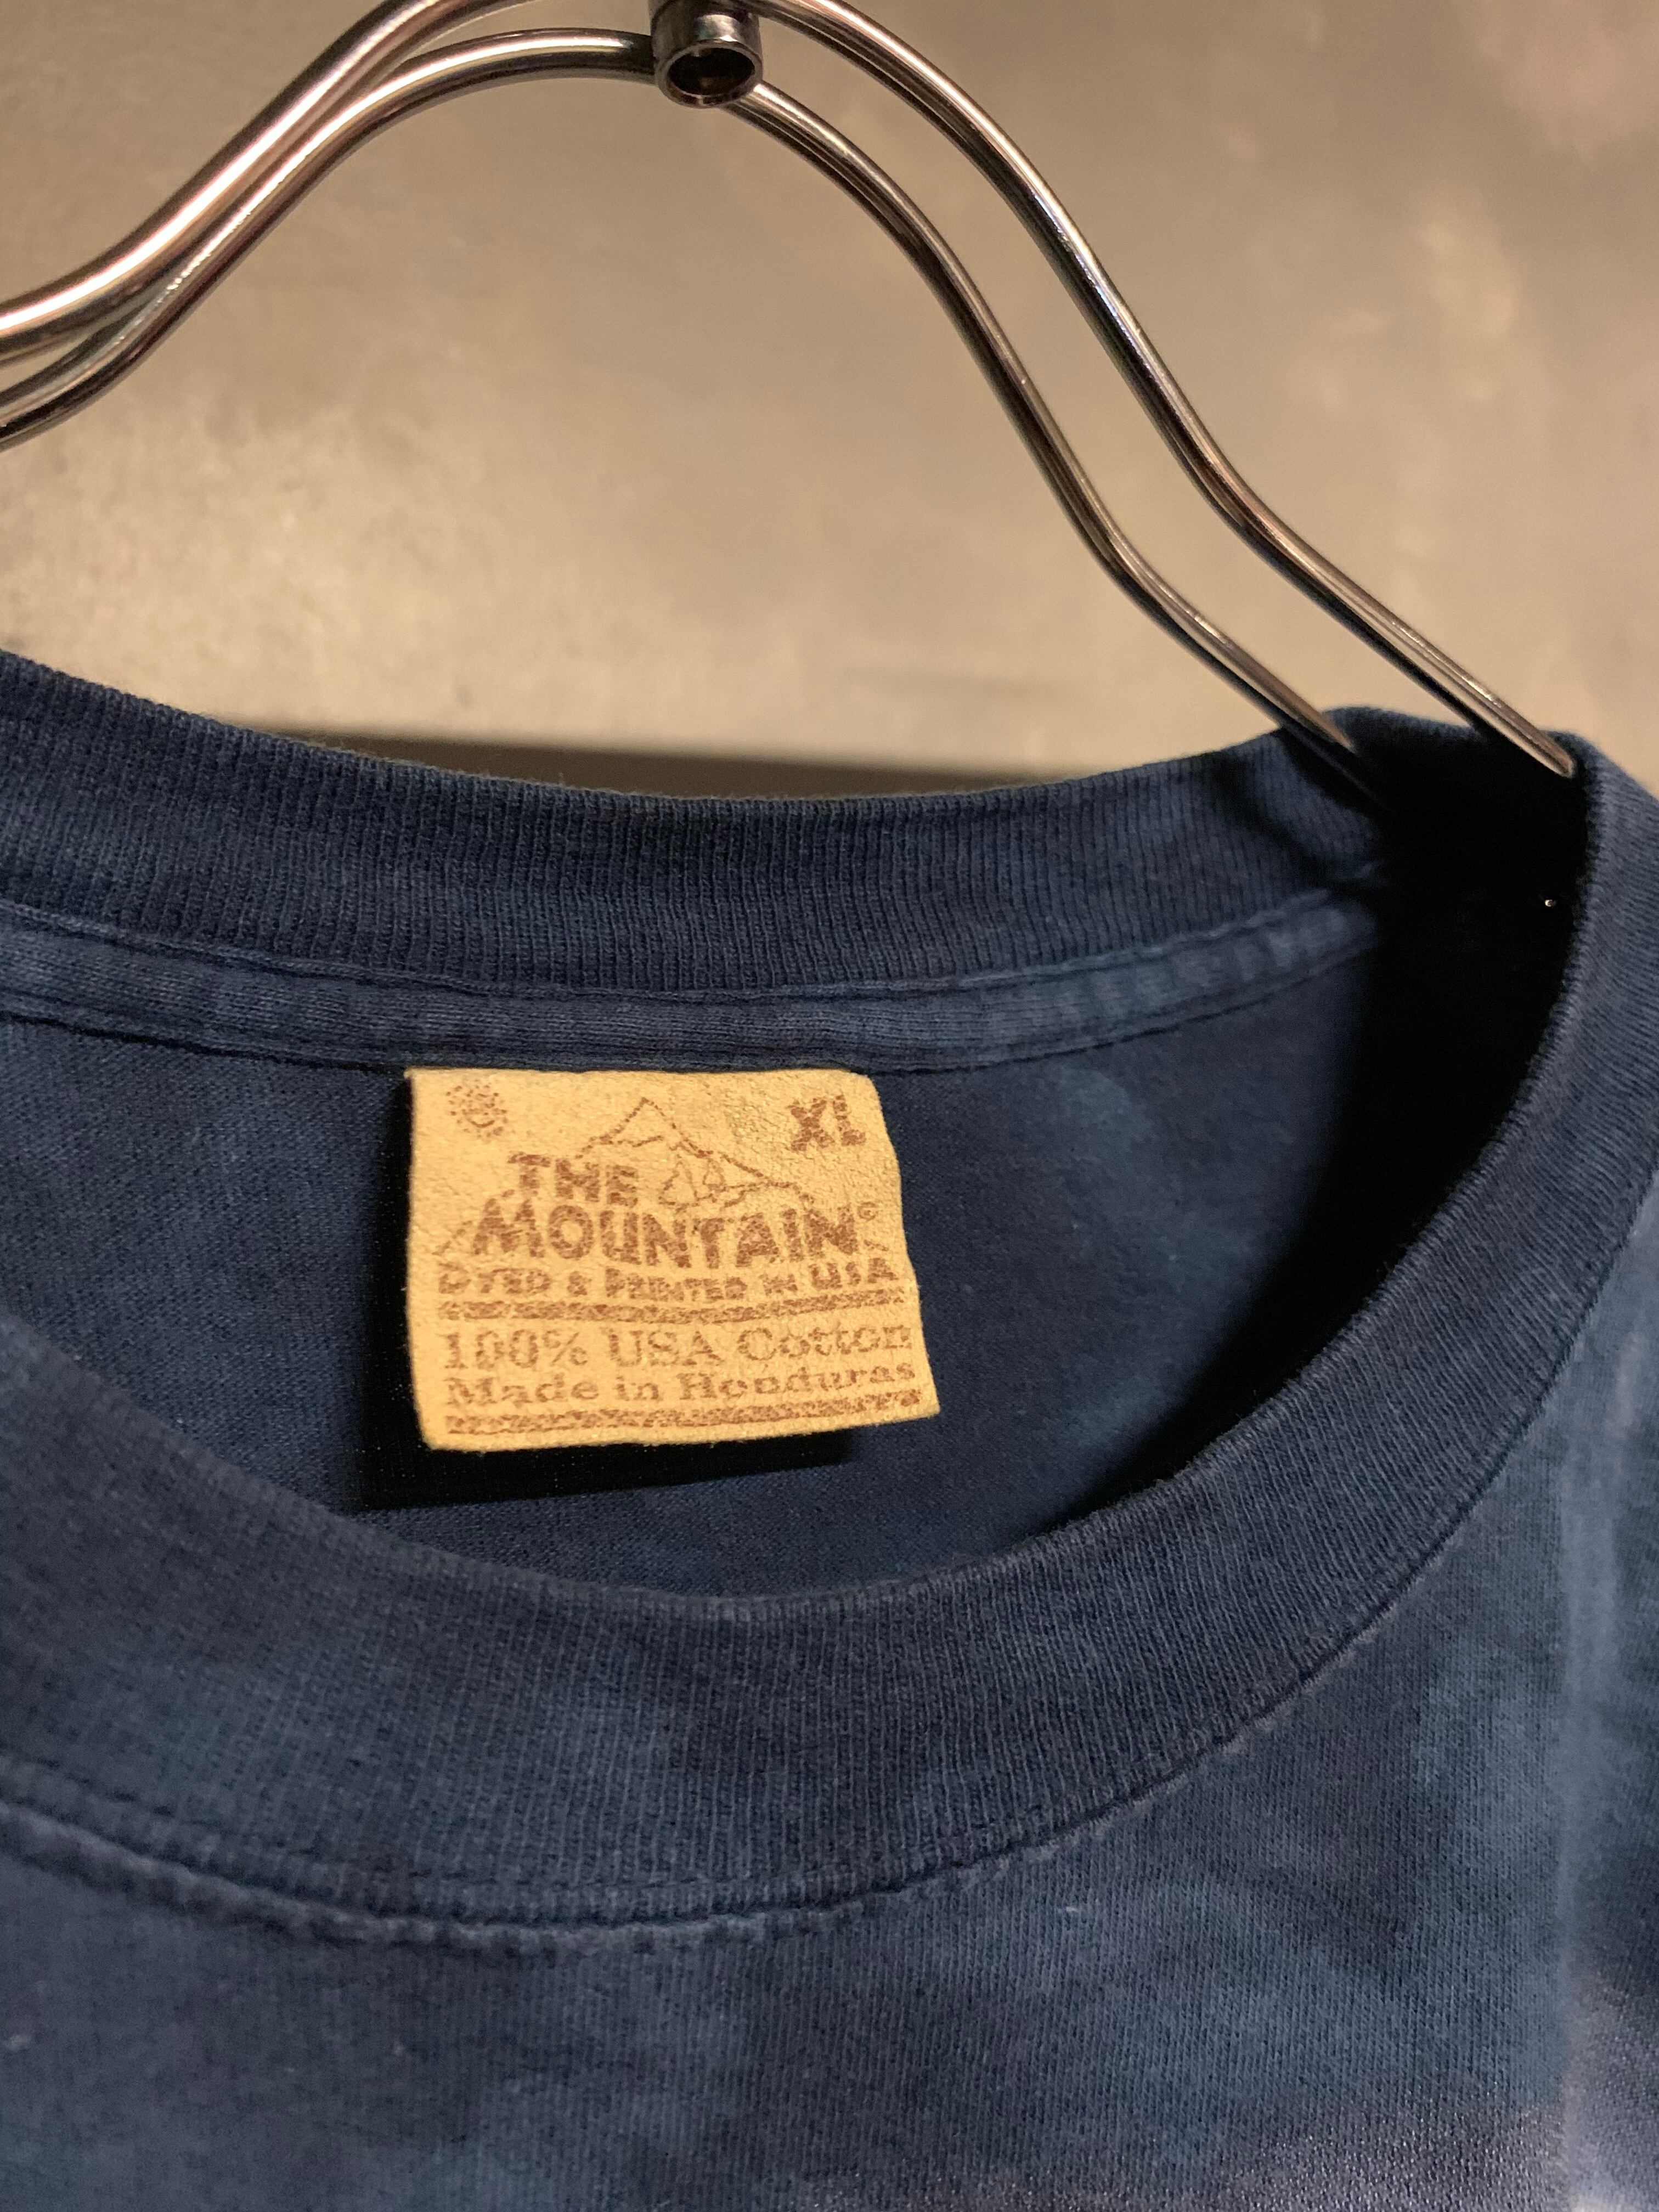 XL
THE
MOUNTAIN©
DYED & PRINTED IN USA
100% USA Cotton
Made in Honduras